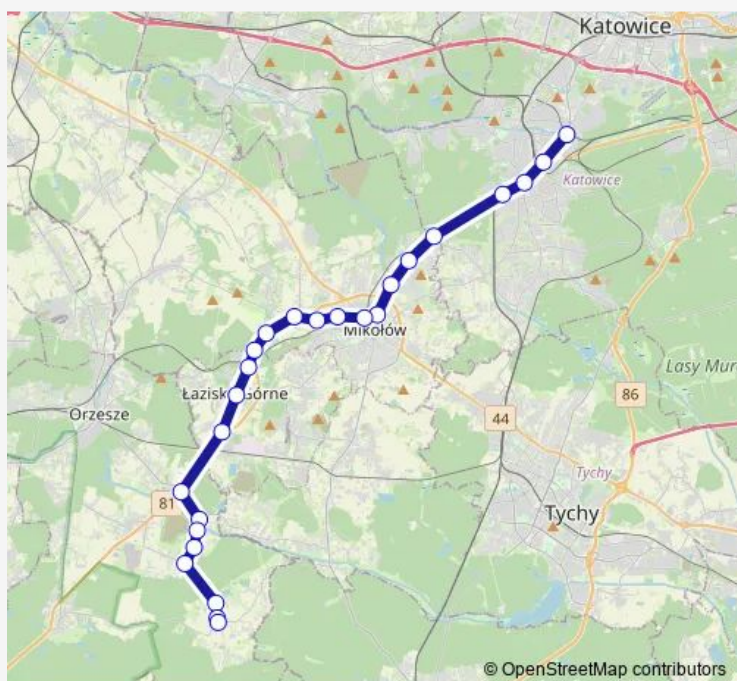 Katowice
Katowice
Mikołów
Łaziska Górne
Orzesze
Lasy Mur
86
44
81
Tychy
Tychy
© OpenStreetMap contributors